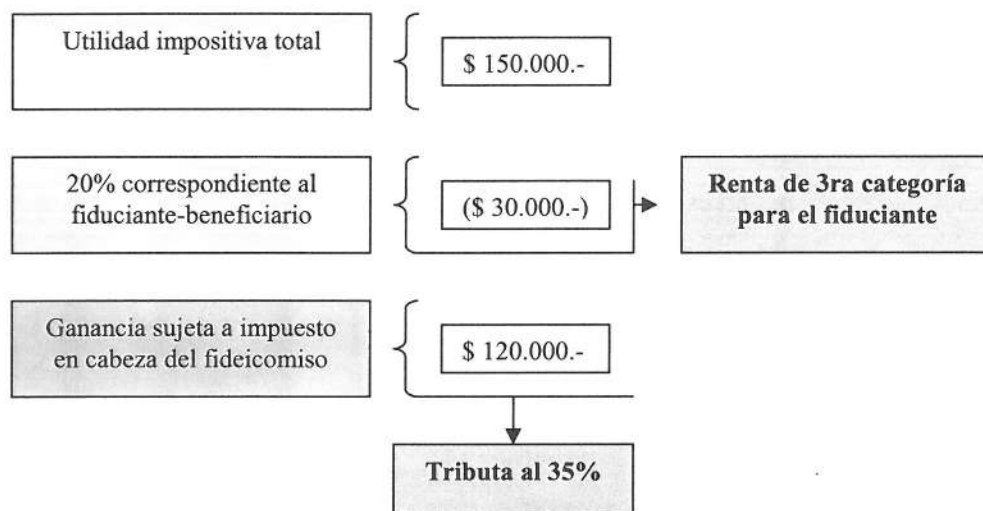 Utilidad impositiva total
$ 150.000.-
20% correspondiente al
fiduciante-beneficiario
($ 30.000.-)
Renta de 3ra categoría
para el fiduciante
Ganancia sujeta a impuesto
en cabeza del fideicomiso
$ 120.000.-
Tributa al 35%